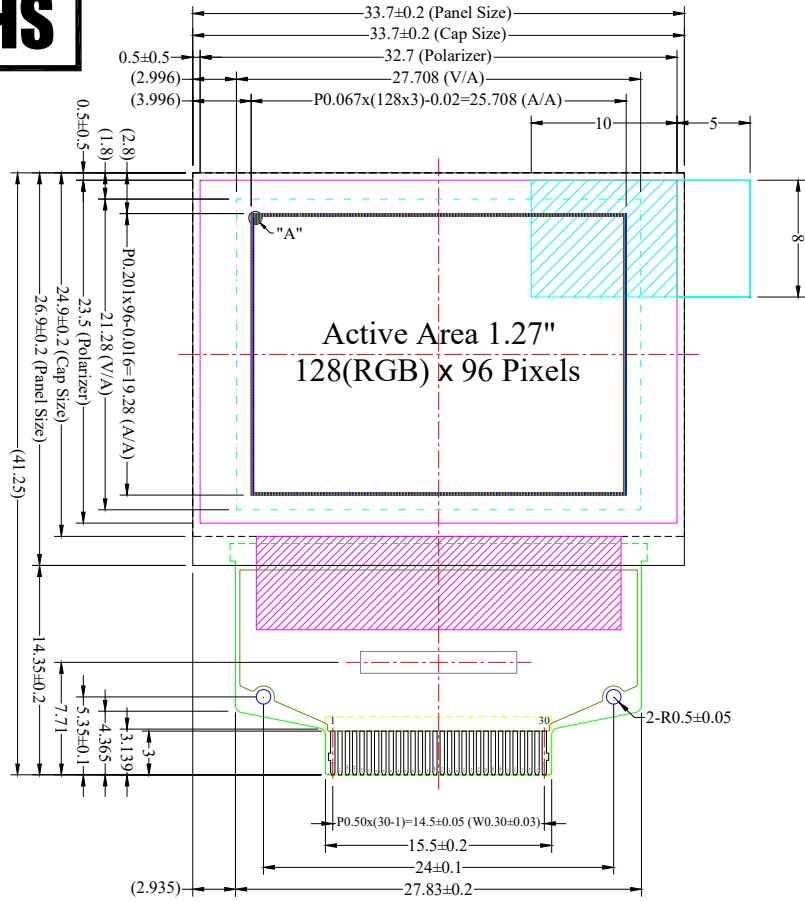 HS
33.7±0.2 (Panel Size)
33.7±0.2 (Cap Size)
0.5±0.5
32.7 (Polarizer)
(2.996)
27.708 (V/A)
(3.996)
P0.067x(128x3)-0.02=25.708 (A/A)
10
5
0.5±0.5
(1.8)
(2.8)
8
"A"
P0.201x96-0.016=19.28 (A/A)
21.28 (V/A)
23.5 (Polarizer)
24.9±0.2 (Cap Size)
26.9±0.2 (Panel Size)
(41.25)
Active Area 1.27"
128(RGB) x 96 Pixels
14.35±0.2
7.71
5.35±0.1
4.365
3.139
3
1
30
2-R0.5±0.05
P0.50x(30-1)=14.5±0.05 (W0.30±0.03)
15.5±0.2
24±0.1
(2.935)
27.83±0.2